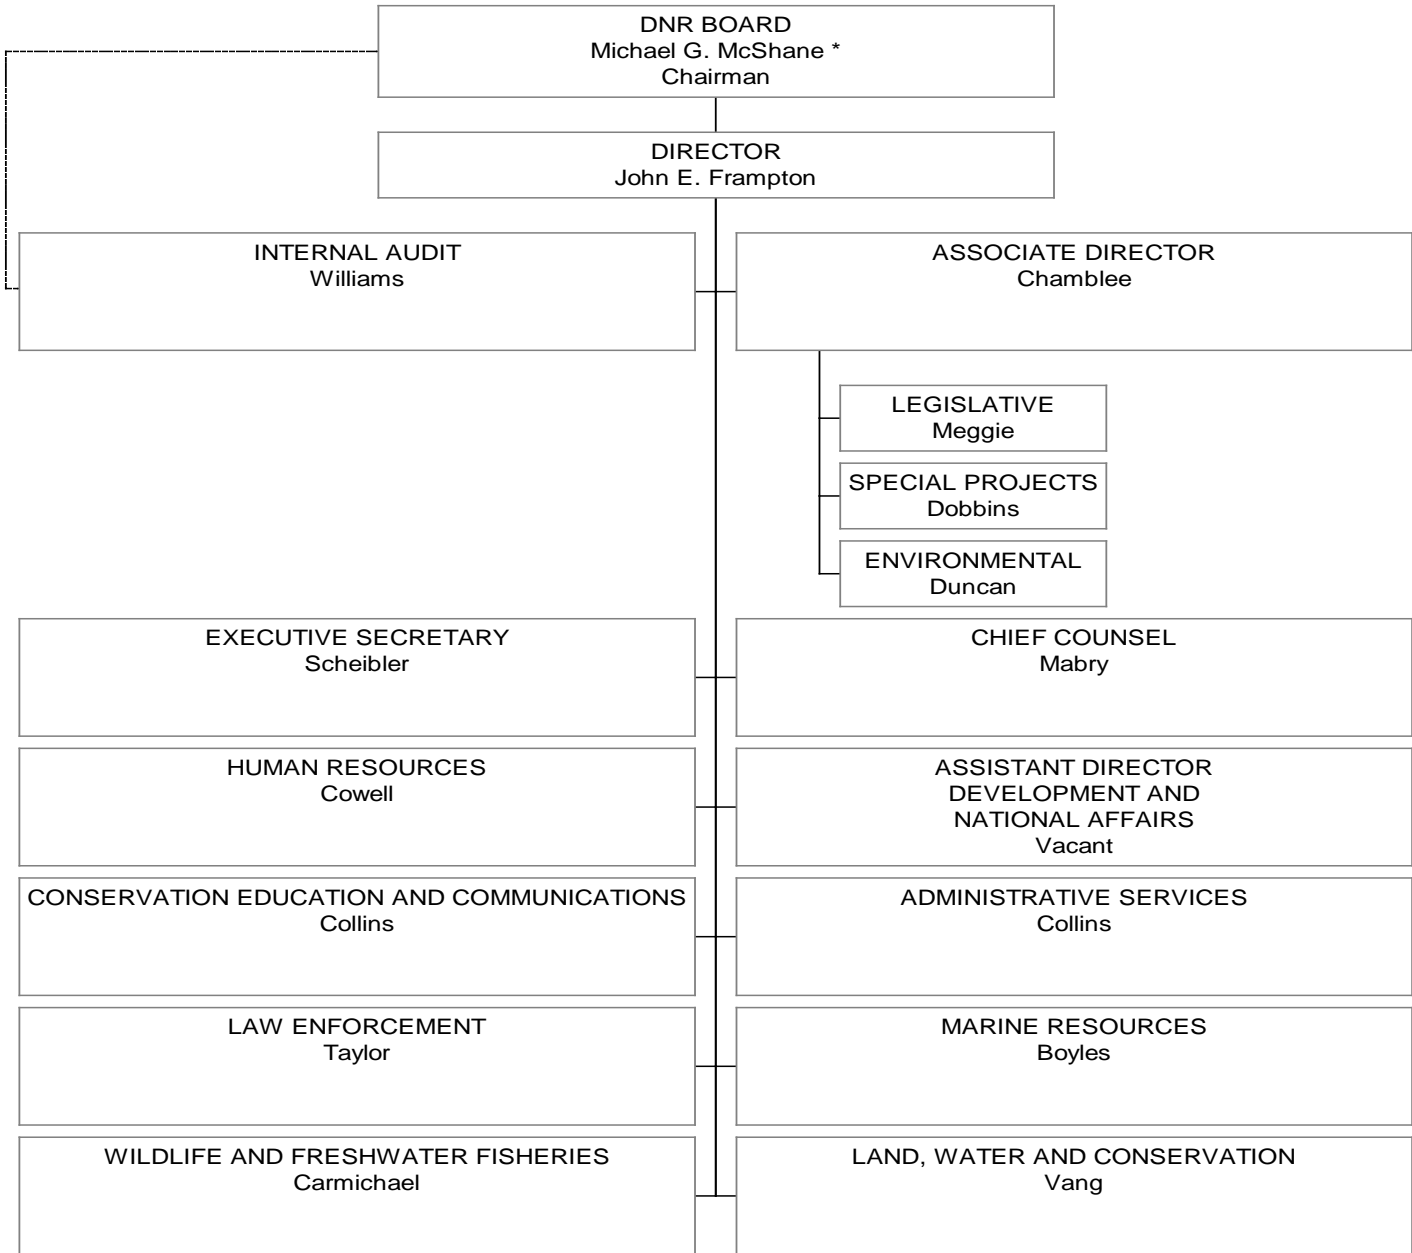 DNR BOARD
Michael G. McShane *
Chairman
DIRECTOR
John E. Frampton
INTERNAL AUDIT
Williams
ASSOCIATE DIRECTOR
Chamblee
LEGISLATIVE
Meggie
SPECIAL PROJECTS
Dobbins
ENVIRONMENTAL
Duncan
EXECUTIVE SECRETARY
Scheibler
CHIEF COUNSEL
Mabry
HUMAN RESOURCES
Cowell
ASSISTANT DIRECTOR
DEVELOPMENT AND
NATIONAL AFFAIRS
Vacant
CONSERVATION EDUCATION AND COMMUNICATIONS
Collins
ADMINISTRATIVE SERVICES
Collins
LAW ENFORCEMENT
Taylor
MARINE RESOURCES
Boyles
WILDLIFE AND FRESHWATER FISHERIES
Carmichael
LAND, WATER AND CONSERVATION
Vang